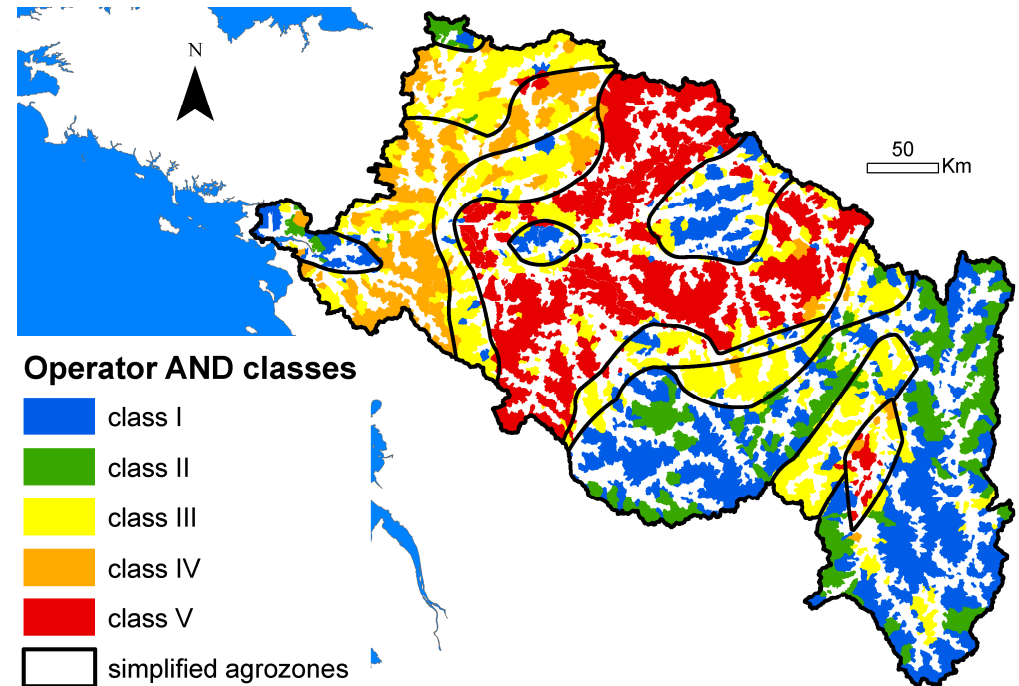 N
50
Km
Operator AND classes
class I
class II
class III
class IV
class V
simplified agrozones